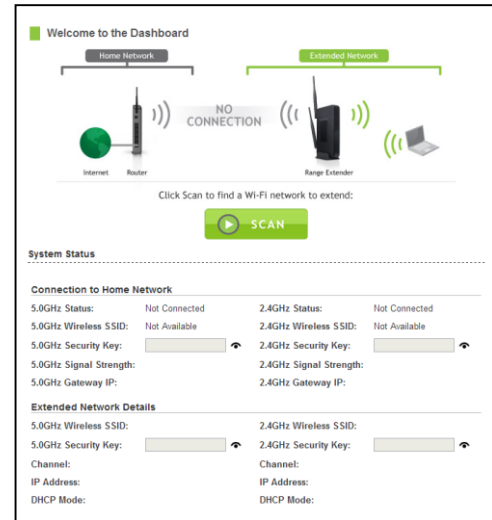 Welcome to the Dashboard
Home Network
Extended Network
NO
CONNECTION
Internet
Router
Range Extender
Click Scan to find a Wi-Fi network to extend:
SCAN
System Status
Connection to Home Network
5.0GHz Status: Not Connected 2.4GHz Status: Not Connected
5.0GHz Wireless SSID: Not Available 2.4GHz Wireless SSID: Not Available
5.0GHz Security Key: 2.4GHz Security Key:
5.0GHz Signal Strength: 2.4GHz Signal Strength:
5.0GHz Gateway IP: 2.4GHz Gateway IP:
Extended Network Details
5.0GHz Wireless SSID: 2.4GHz Wireless SSID:
5.0GHz Security Key: 2.4GHz Security Key:
Channel: Channel:
IP Address: IP Address:
DHCP Mode: DHCP Mode: